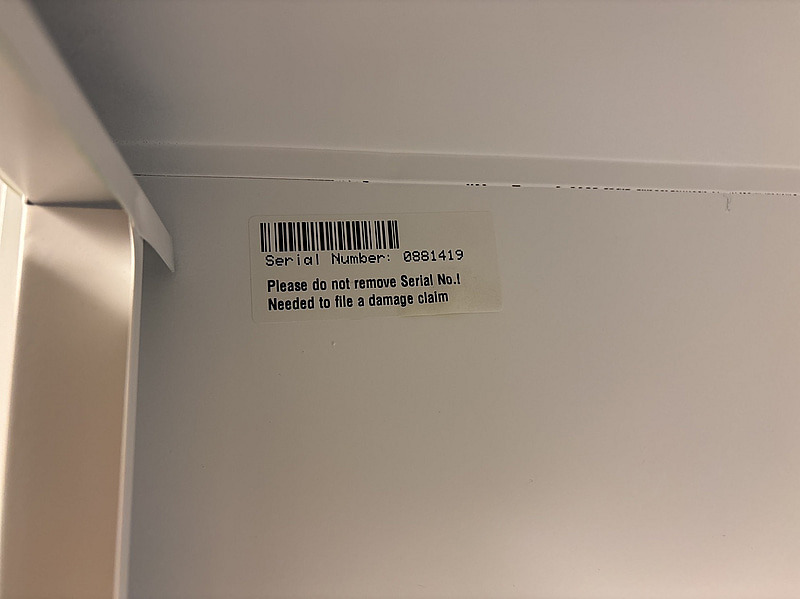 Serial Number: 0881419
Please do not remove Serial No.!
Needed to file a damage claim